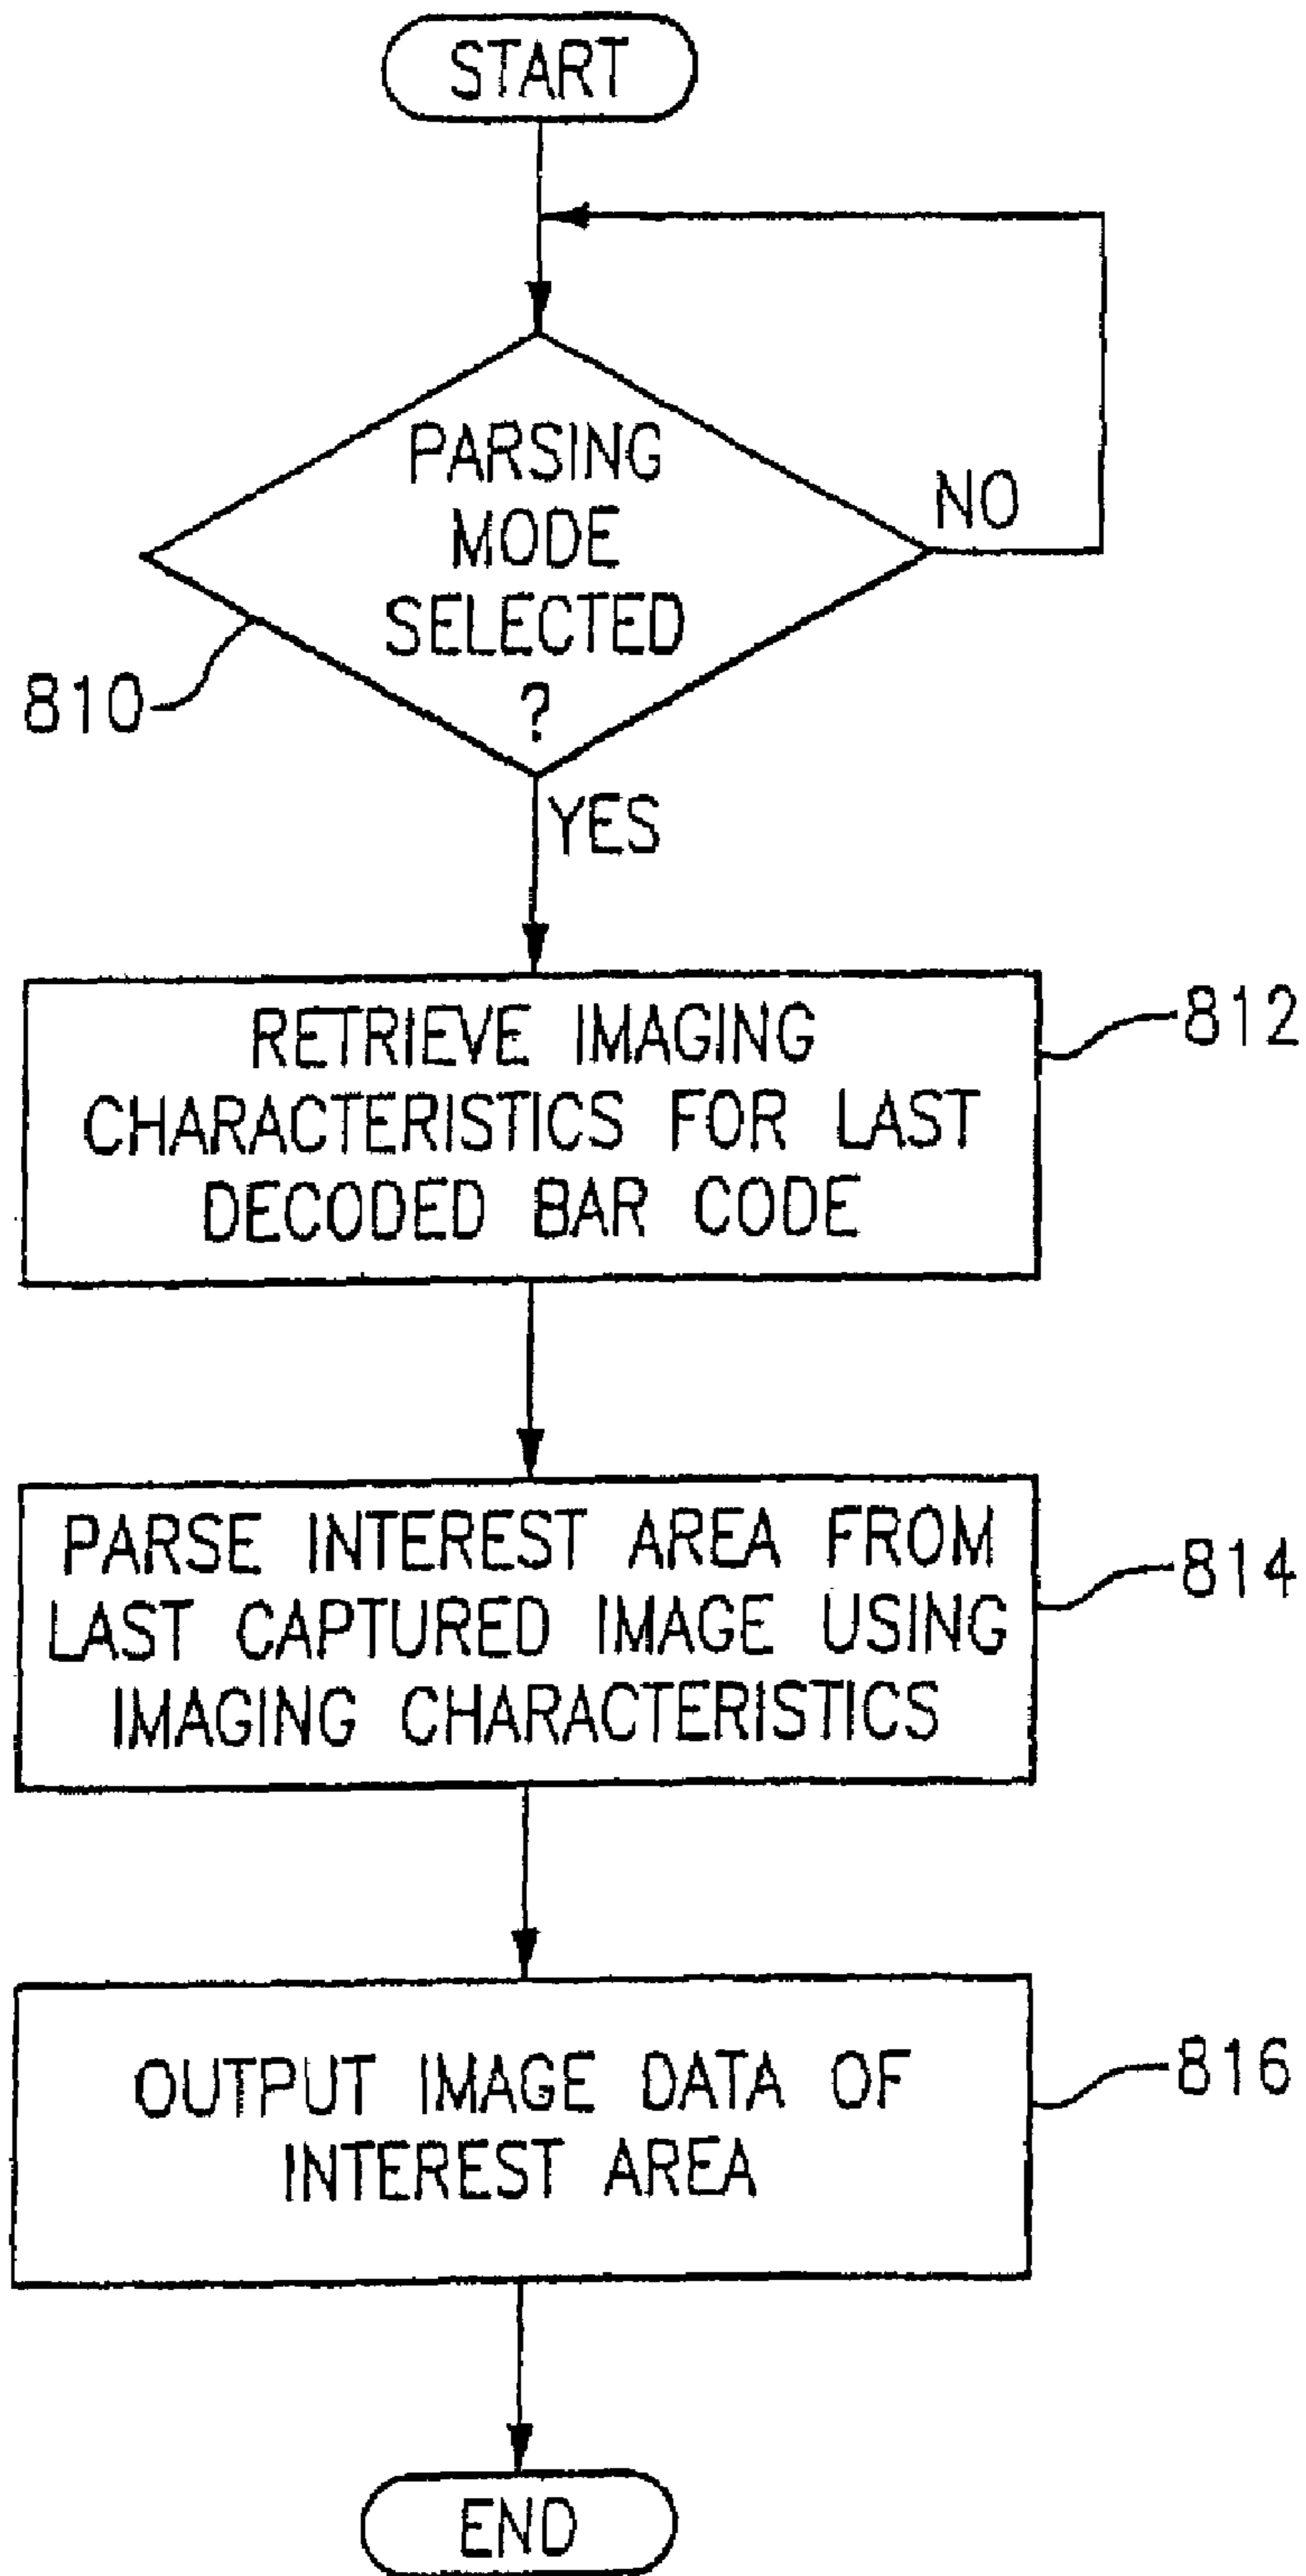 START
PARSING
MODE
SELECTED
?
NO
810
YES
RETRIEVE IMAGING
CHARACTERISTICS FOR LAST
DECODED BAR CODE
812
PARSE INTEREST AREA FROM
LAST CAPTURED IMAGE USING
IMAGING CHARACTERISTICS
814
OUTPUT IMAGE DATA OF
INTEREST AREA
816
END